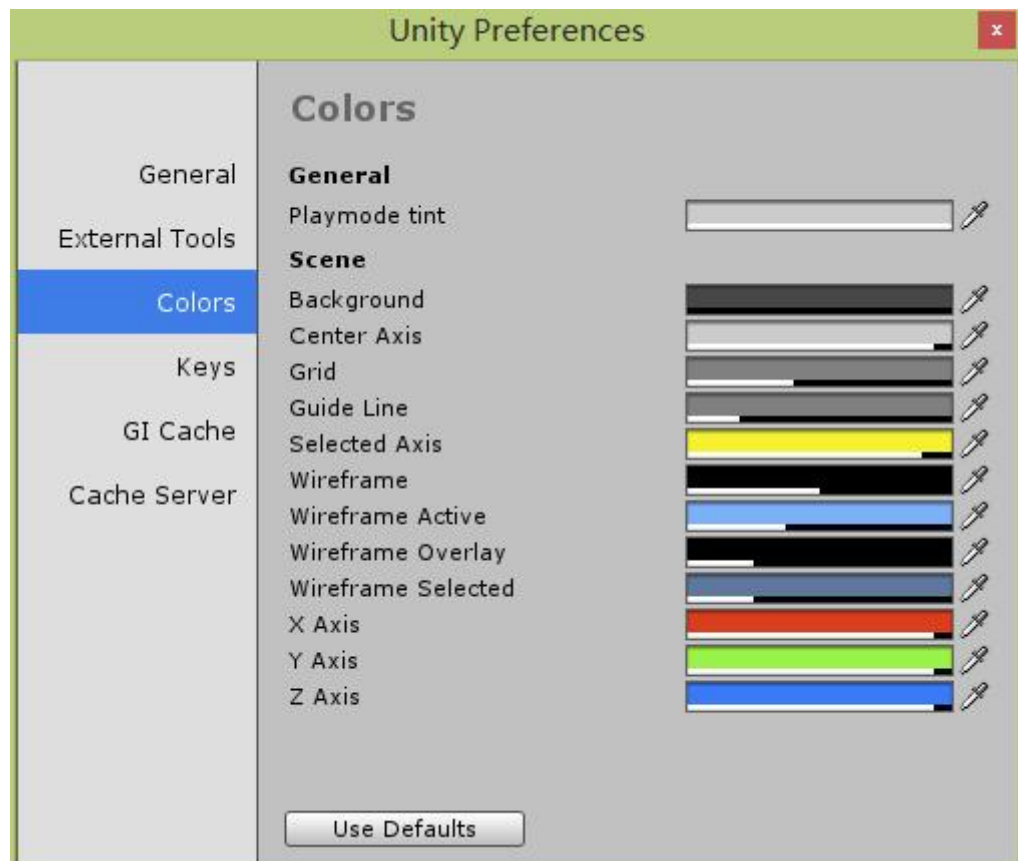 Unity Preferences
x
General
External Tools
Colors
Keys
GI Cache
Cache Server
Colors
General
Playmode tint
Scene
Background
Center Axis
Grid
Guide Line
Selected Axis
Wireframe
Wireframe Active
Wireframe Overlay
Wireframe Selected
X Axis
Y Axis
Z Axis
Use Defaults